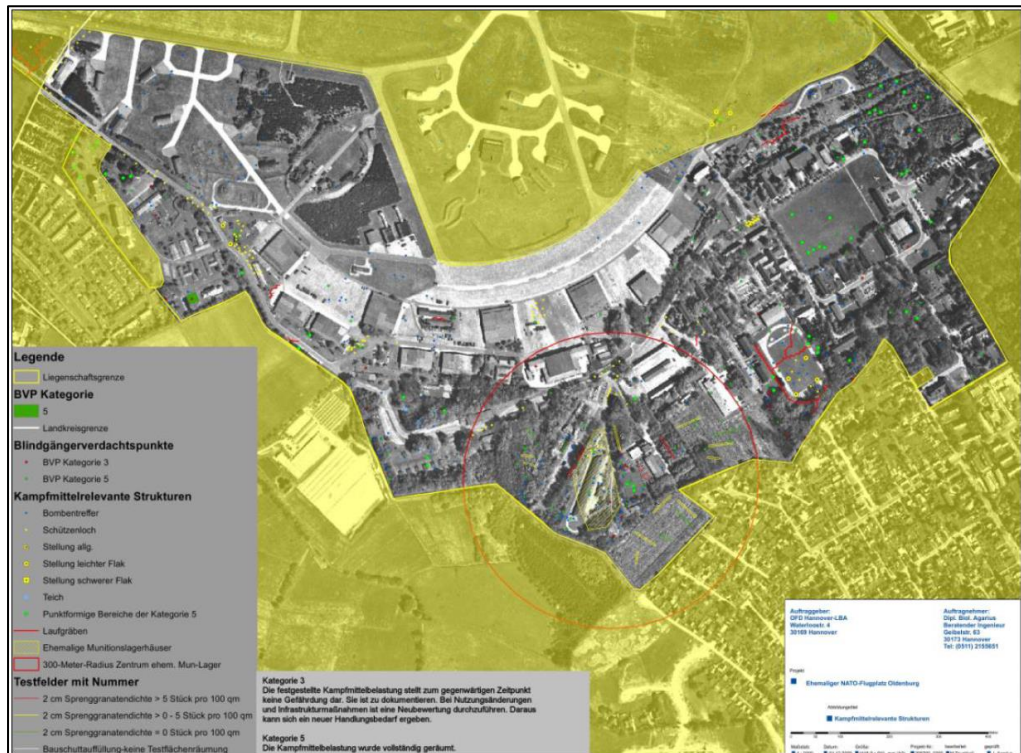 Legende
Liegenschaftsgrenze
BVP Kategorie
5
Landkreisgrenze
Blindgängerverdachtspunkte
BVP Kategorie 3
BVP Kategorie 5
Kampfmittelrelevante Strukturen
Bombentreffer
Schützenloch
Stellung allg.
Stellung leichter Flak
Stellung schwerer Flak
Teich
Punktformige Bereiche der Kategorie 5
Laufgräben
Ehemalige Munitionslagerhäuser
300-Meter-Radius Zentrum ehem. Mun-Lager
Testfelder mit Nummer
2 cm Sprenggranatendichte > 5 Stück pro 100 qm
2 cm Sprenggranatendichte > 0 - 5 Stück pro 100 qm
2 cm Sprenggranatendichte = 0 Stück pro 100 qm
Bauschuttauffüllung-keine Testflächenräumung
Kategorie 3
Die festgestellte Kampfmittelbelastung stellt zum gegenwärtigen Zeitpunkt
keine Gefährdung dar. Sie ist zu dokumentieren. Bei Nutzungsänderungen
und Infrastrukturmaßnahmen ist eine Neubewertung durchzuführen. Daraus
kann sich ein neuer Handlungsbedarf ergeben.
Kategorie 5
Die Kampfmittelbelastung wurde vollständig geräumt.
Auftraggeber:
OFD Hannover-LBA
Waterloostr. 4
30169 Hannover
Auftragnehmer:
Dipl. Biol. Agarius
Beratender Ingenieur
Geibelstr. 63
30173 Hannover
Tel: (0511) 2155651
Projekt
Ehemaliger NATO-Flugplatz Oldenburg
Kampfmittelrelevante Strukturen